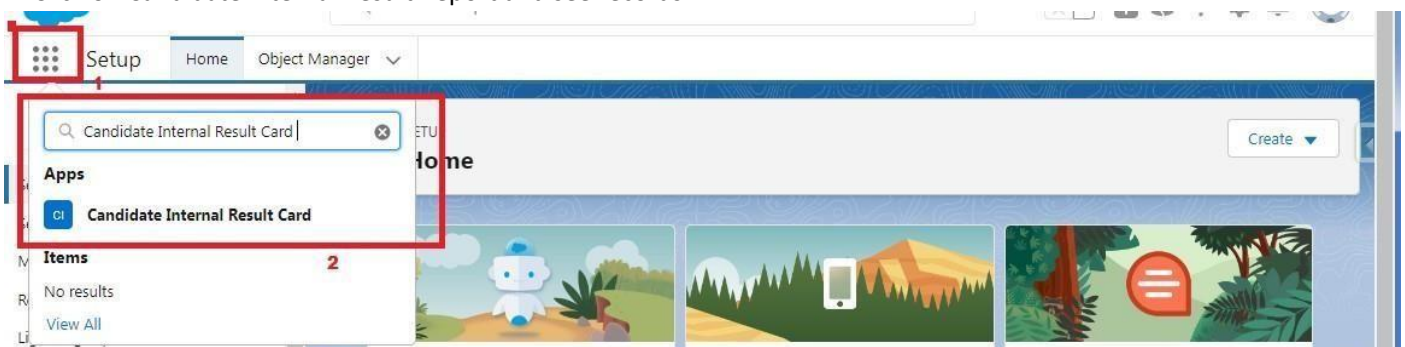 Setup Home Object Manager
1
Candidate Internal Result Card
Apps
CI Candidate Internal Result Card
Items
2
No results
View All
Home
Create